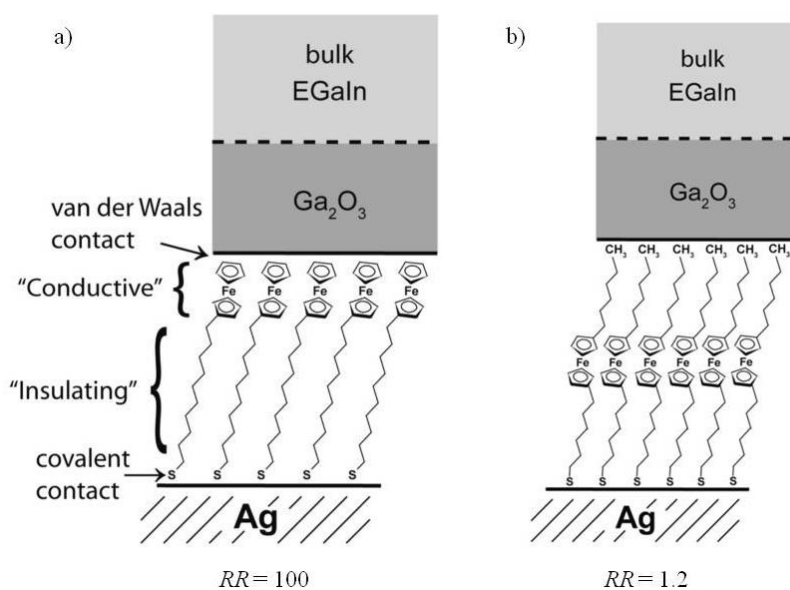 a)
bulk
EGaIn
Ga2O3
van der Waals
contact
"Conductive"
Fe Fe Fe Fe Fe
"Insulating"
covalent
contact
S S S S S
Ag
RR = 100
b)
bulk
EGaIn
Ga2O3
CH3 CH3 CH3 CH3 CH3 CH3
Fe Fe Fe Fe Fe Fe
S S S S S S
Ag
RR = 1.2